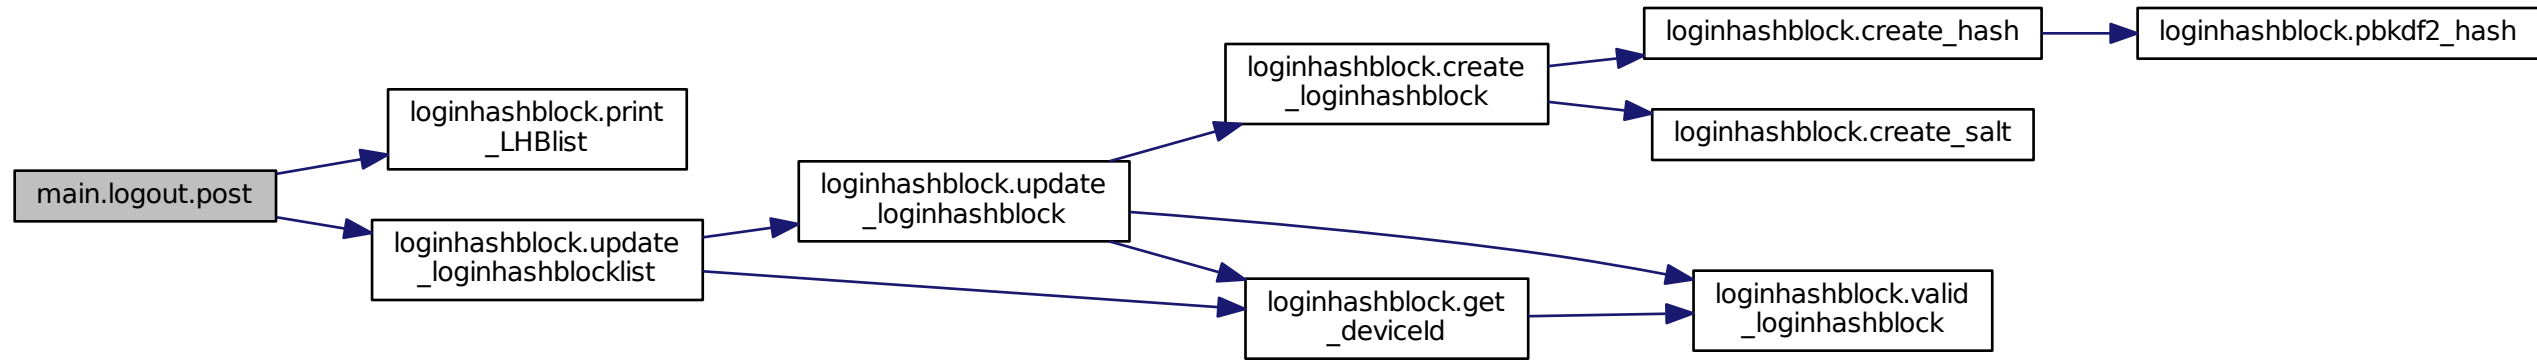 main.logout.post
loginhashblock.print
_LHBlist
loginhashblock.update
_loginhashblocklist
loginhashblock.update
_loginhashblock
loginhashblock.create
_loginhashblock
loginhashblock.get
_deviceId
loginhashblock.create_hash
loginhashblock.create_salt
loginhashblock.valid
_loginhashblock
loginhashblock.pbkdf2_hash